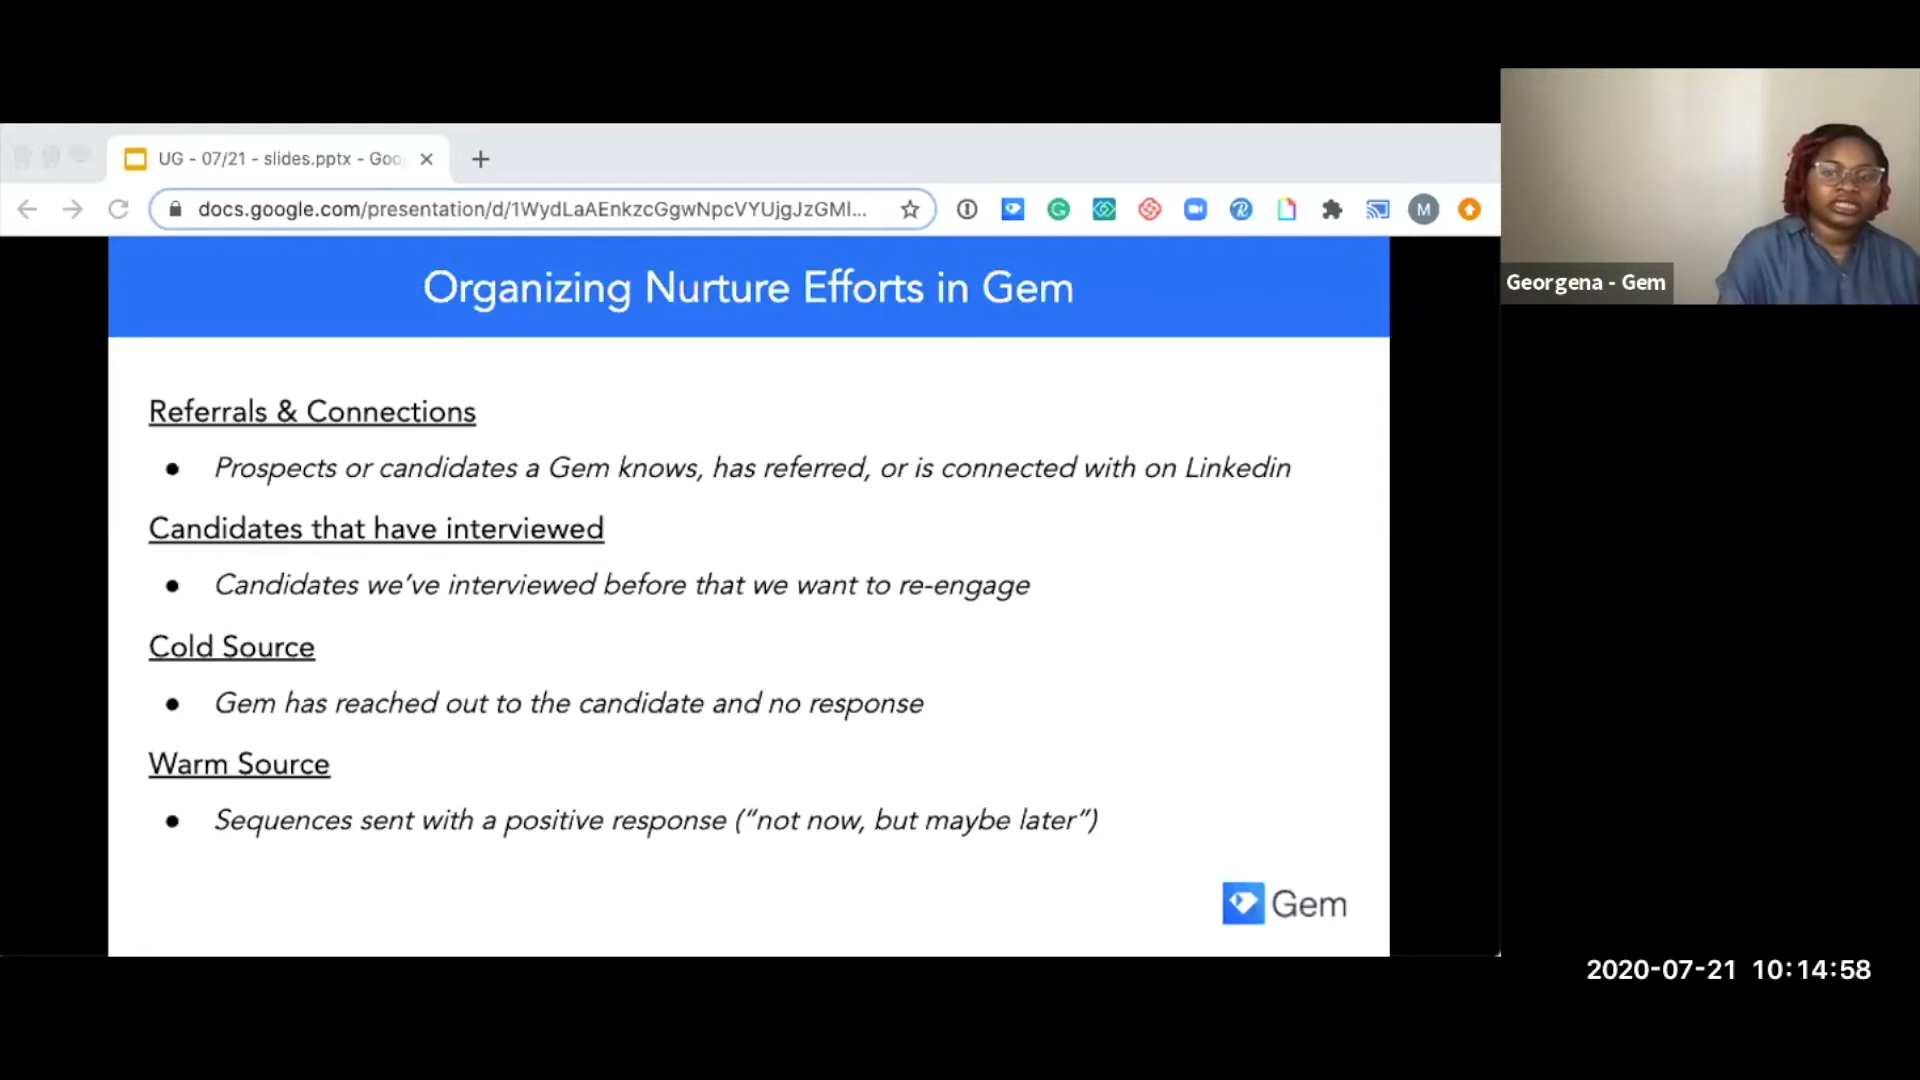 UG - 07/21 - slides.pptx - Goo
docs.google.com/presentation/d/1WydLaAEnkzcGgwNpcVYUjgJzGMI...
M
Organizing Nurture Efforts in Gem
Georgena - Gem
Referrals & Connections
● Prospects or candidates a Gem knows, has referred, or is connected with on Linkedin
Candidates that have interviewed
● Candidates we’ve interviewed before that we want to re-engage
Cold Source
● Gem has reached out to the candidate and no response
Warm Source
● Sequences sent with a positive response (“not now, but maybe later”)
Gem
2020-07-21 10:14:58